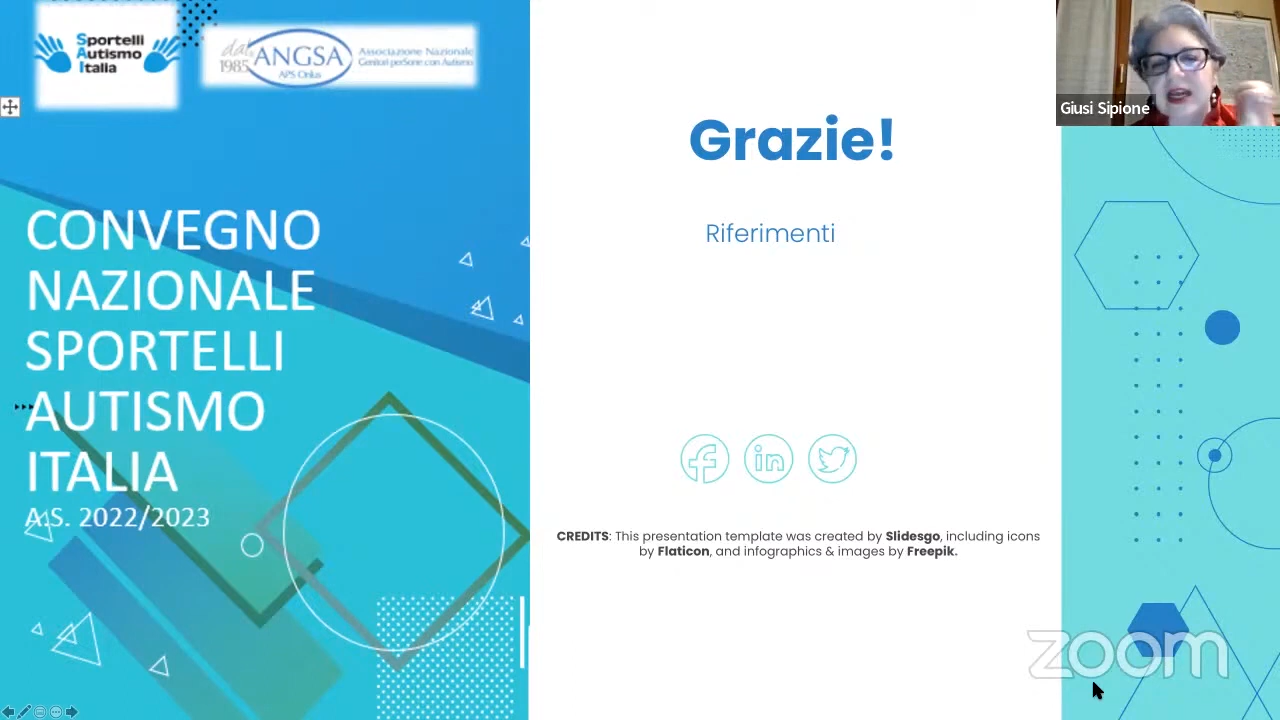 Sportelli
Autismo
Italia
dal
1985
ANGSA
APS Onlus
Associazione Nazionale
Genitori perSone con Autismo
CONVEGNO
NAZIONALE
SPORTELLI
AUTISMO
ITALIA
A.S. 2022/2023
Grazie!
Riferimenti
CREDITS: This presentation template was created by Slidesgo, including icons
by Flaticon, and infographics & images by Freepik.
Giusi Sipione
zoom